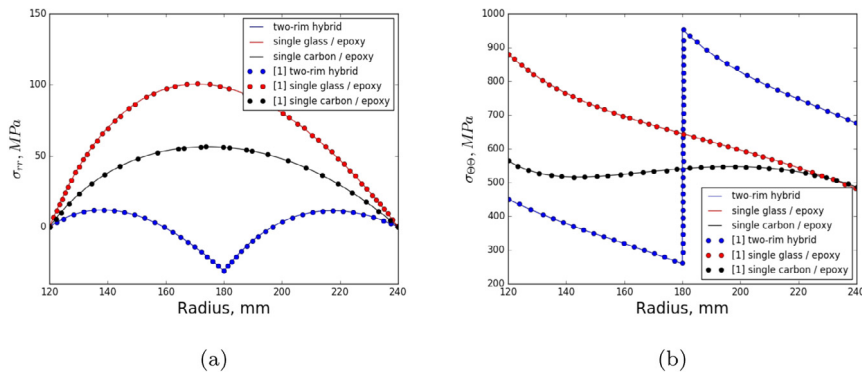 150
100
50
0
120 140 160 180 200 220 240
σrr, MPa
Radius, mm
two-rim hybrid
single glass / epoxy
single carbon / epoxy
[1] two-rim hybrid
[1] single glass / epoxy
[1] single carbon / epoxy
(a)
1000
900
800
700
600
500
400
300
200
120 140 160 180 200 220 240
σΘΘ, MPa
Radius, mm
two-rim hybrid
single glass / epoxy
single carbon / epoxy
[1] two-rim hybrid
[1] single glass / epoxy
[1] single carbon / epoxy
(b)